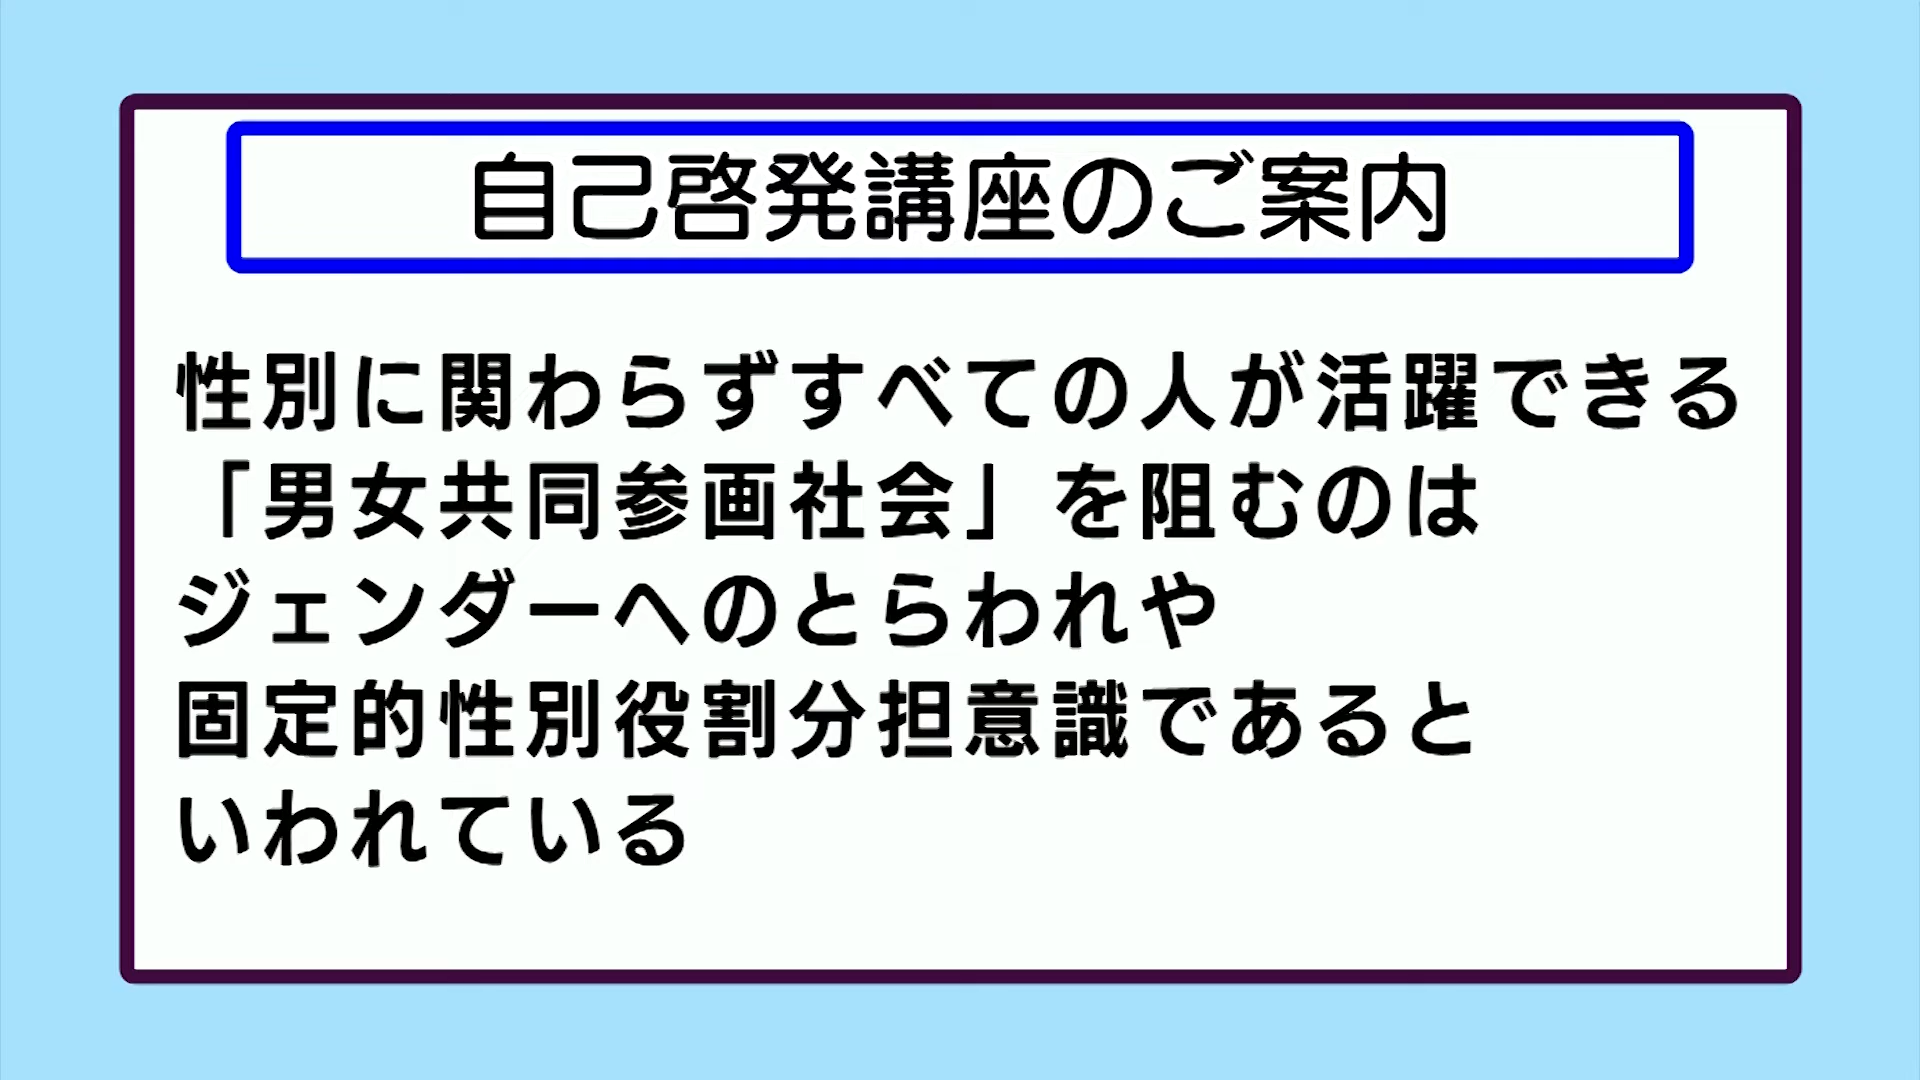 自己啓発講座のご案内
性別に関わらずすべての人が活躍できる
「男女共同参画社会」を阻むのは
ジェンダーへのとらわれや
固定的性別役割分担意識であると
いわれている